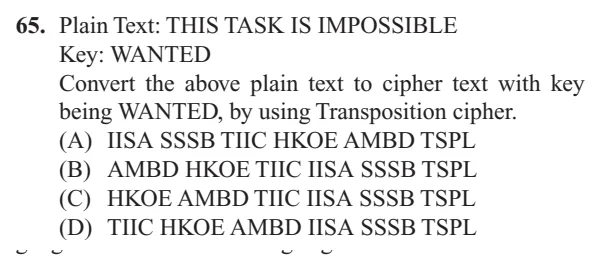 65. Plain Text: THIS TASK IS IMPOSSIBLE
Key: WANTED
Convert the above plain text to cipher text with key
being WANTED, by using Transposition cipher.
(A) IISA SSSB TIIC HKOE AMBD TSPL
(B) AMBD HKOE TIIC IISA SSSB TSPL
(C) HKOE AMBD TIIC IISA SSSB TSPL
(D) TIIC HKOE AMBD IISA SSSB TSPL